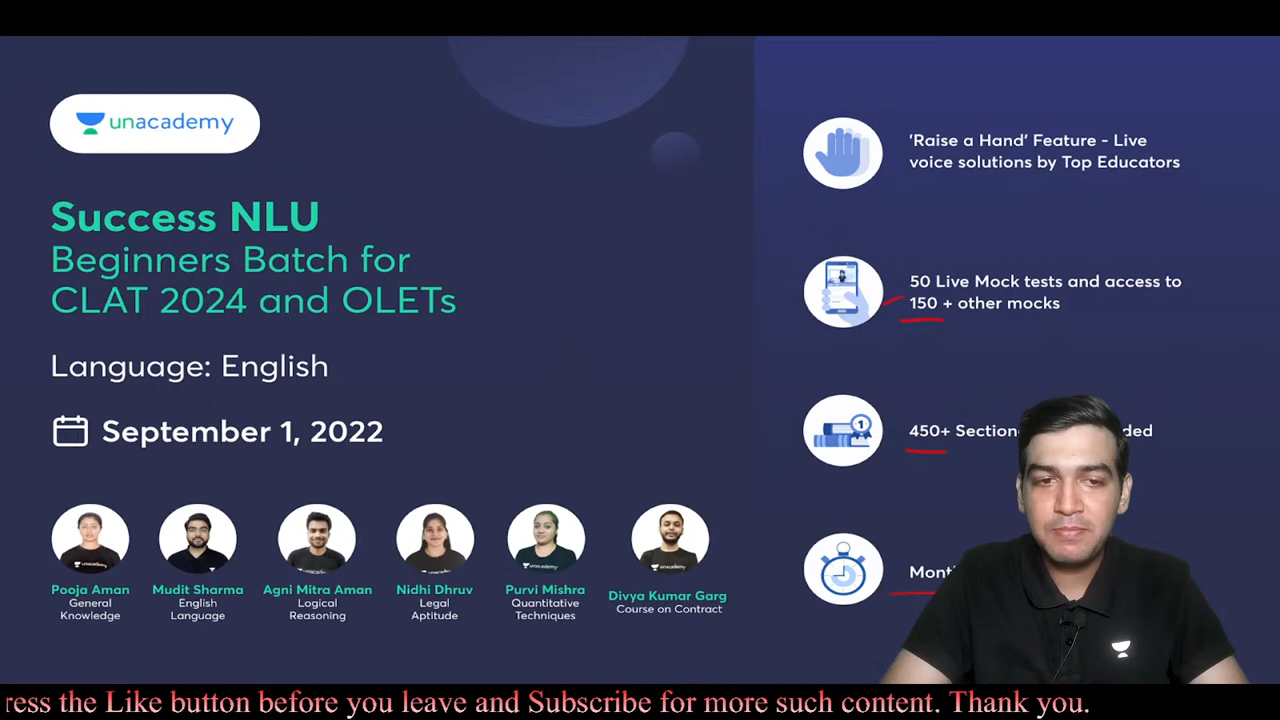 unacademy
Success NLU
Beginners Batch for
CLAT 2024 and OLETs
Language: English
September 1, 2022
Pooja Aman
General
Knowledge
Mudit Sharma
English
Language
Agni Mitra Aman
Logical
Reasoning
Nidhi Dhruv
Legal
Aptitude
Purvi Mishra
Quantitative
Techniques
Divya Kumar Garg
Course on Contract
'Raise a Hand' Feature - Live
voice solutions by Top Educators
50 Live Mock tests and access to
150 + other mocks
450+
ress the Like button before you leave and Subscribe for more such content. Thank you.